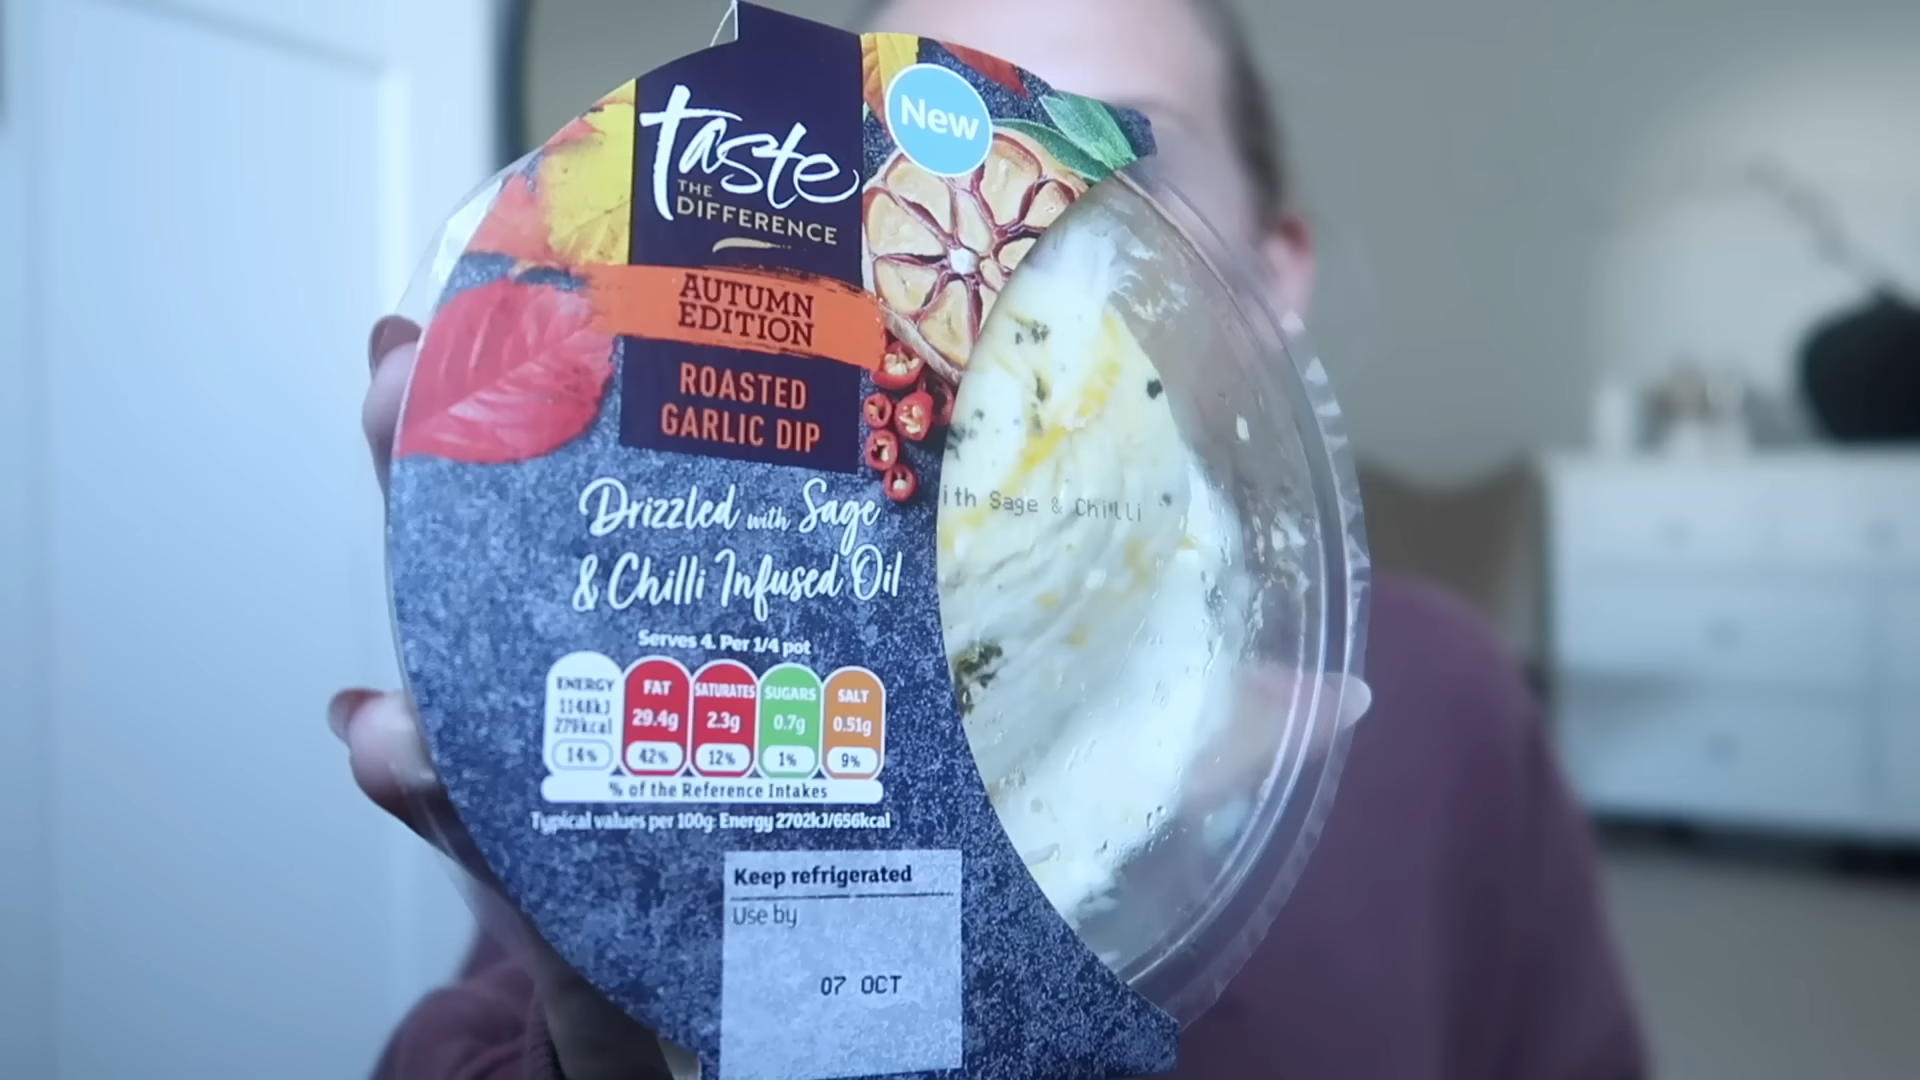 taste
THE
DIFFERENCE
New
AUTUMN
EDITION
ROASTED
GARLIC DIP
Drizzled with Sage
& Chilli Infused Oil
ith Sage & Chilli
Serves 4. Per 1/4 pot
ENERGY FAT SATURATES SUGARS SALT
1148kJ
279kcal 29.4g 2.3g 0.7g 0.51g
14% 42% 12% 1% 9%
% of the Reference Intakes
Typical values per 100g: Energy 2702kJ/656kcal
Keep refrigerated
Use by
07 OCT